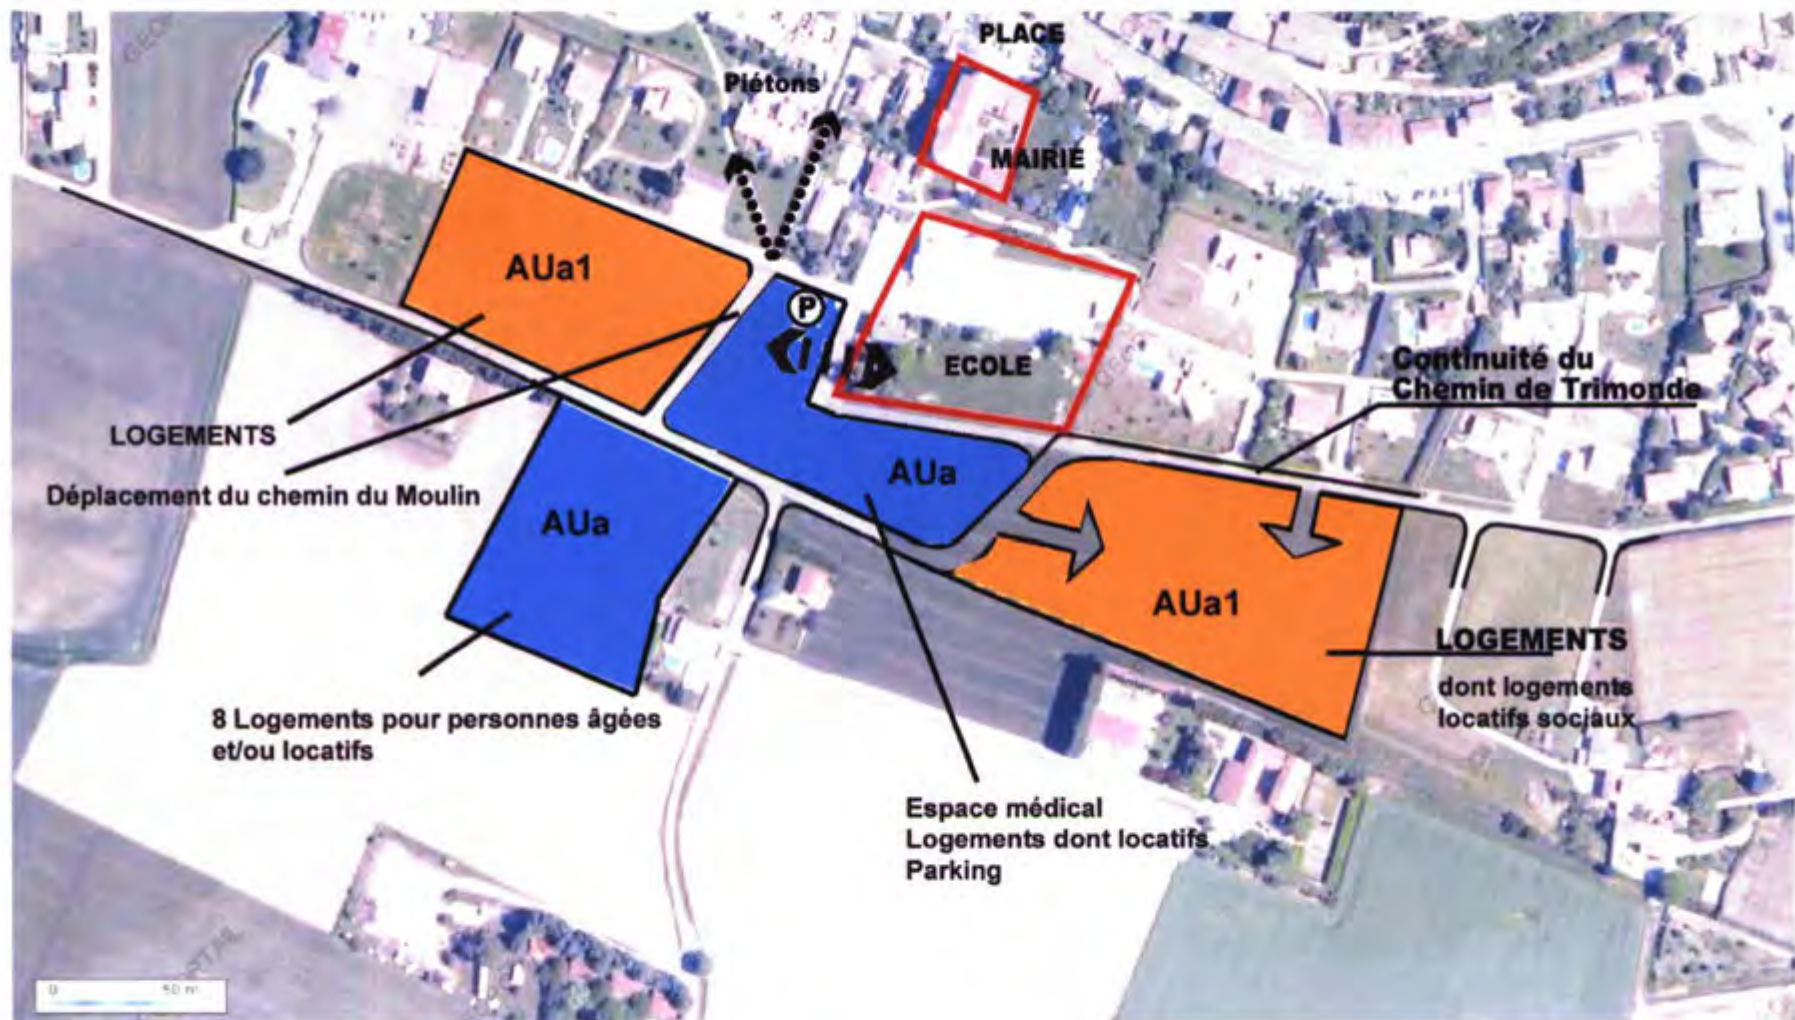 PLACE
Piétons
MAIRIE
AUa1
P
ECOLE
Continuité du
Chemin de Trimonde
LOGEMENTS
Déplacement du chemin du Moulin
AUa
AUa
AUa1
LOGEMENTS
dont logements
locatifs sociaux
8 Logements pour personnes âgées
et/ou locatifs
Espace médical
Logements dont locatifs
Parking
0 50 m